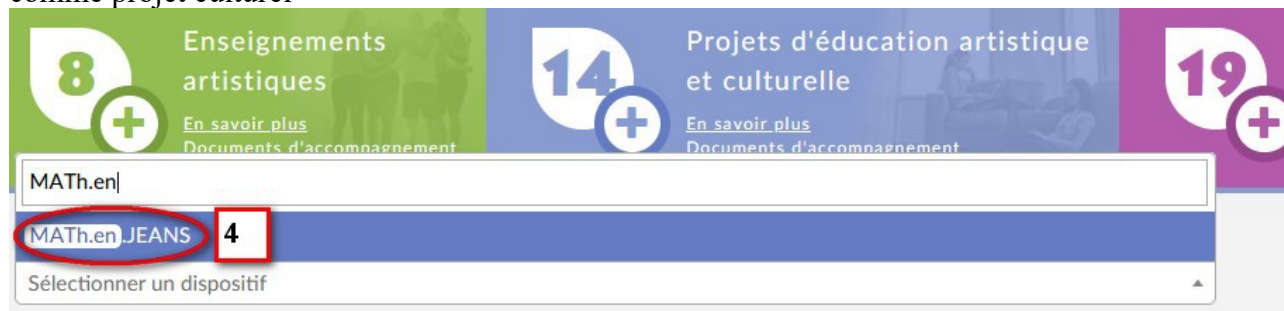 comme projet culturel
8
Enseignements
artistiques
En savoir plus
Documents d'accompagnement
14
Projets d'éducation artistique
et culturelle
En savoir plus
Documents d'accompagnement
19
MATh.en
MATh.en.JEANS
4
Sélectionner un dispositif